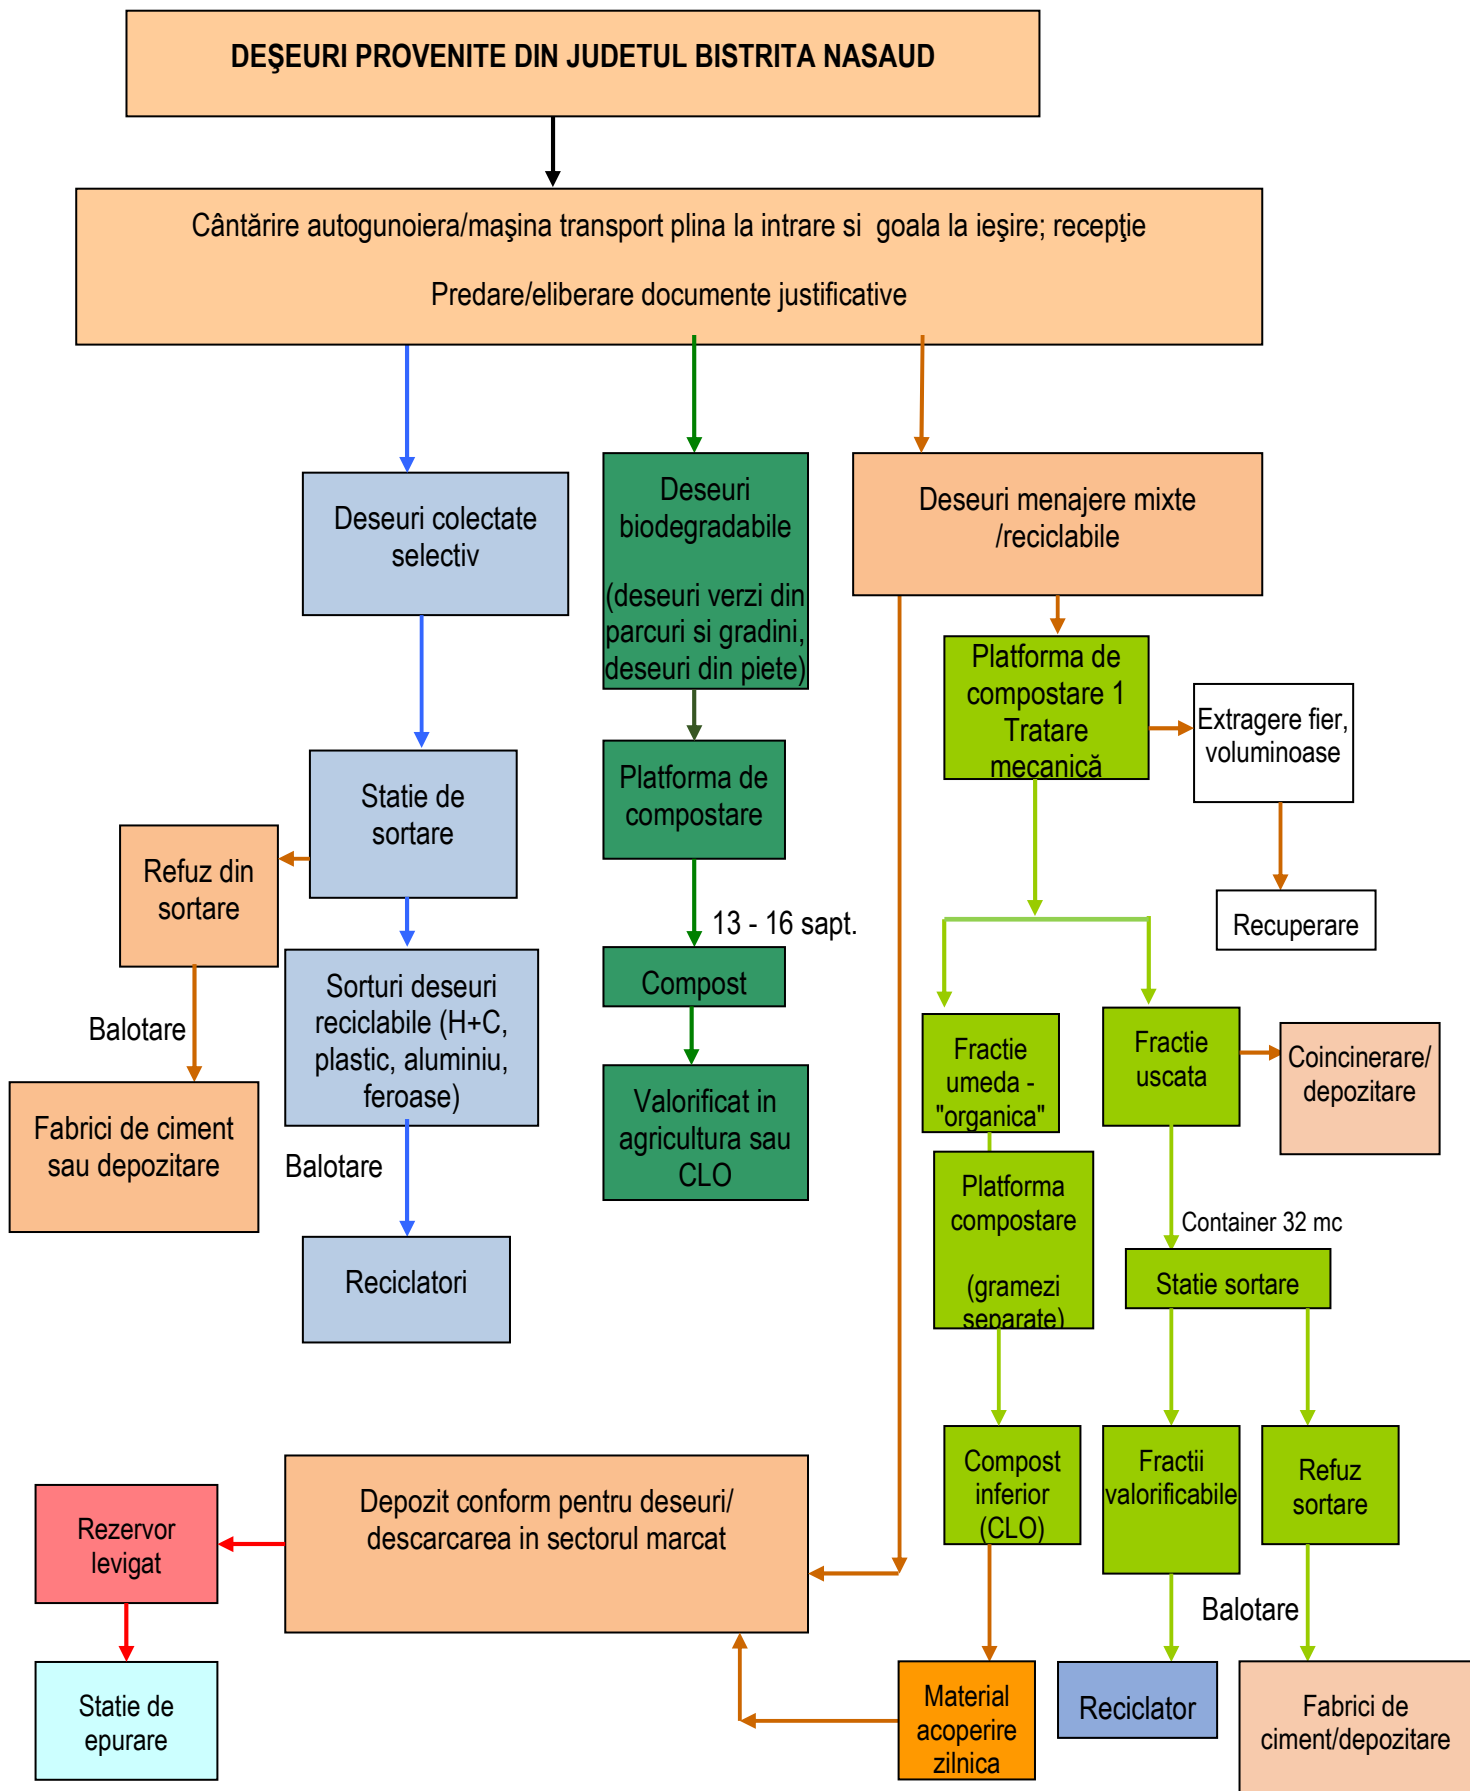 DEŞEURI PROVENITE DIN JUDETUL BISTRITA NASAUD
Cântărire autogunoiera/maşina transport plina la intrare si goala la ieşire; recepţie
Predare/eliberare documente justificative
Deseuri colectate
selectiv
Deseuri
biodegradabile
(deseuri verzi din
parcuri si gradini,
deseuri din piete)
Deseuri menajere mixte
/reciclabile
Platforma de
compostare 1
Tratare
mecanică
Extragere fier,
voluminoase
Recuperare
Statie de
sortare
Refuz din
sortare
Platforma de
compostare
13 - 16 sapt.
Compost
Sorturi deseuri
reciclabile (H+C,
plastic, aluminiu,
feroase)
Balotare
Fabrici de ciment
sau depozitare
Balotare
Reciclatori
Valorificat in
agricultura sau
CLO
Fractie
umeda -
"organica"
Fractie
uscata
Coincinerare/
depozitare
Platforma
compostare
(gramezi
separate)
Container 32 mc
Statie sortare
Compost
inferior
(CLO)
Fractii
valorificabile
Refuz
sortare
Balotare
Depozit conform pentru deseuri/
descarcarea in sectorul marcat
Rezervor
levigat
Statie de
epurare
Material
acoperire
zilnica
Reciclator
Fabrici de
ciment/depozitare